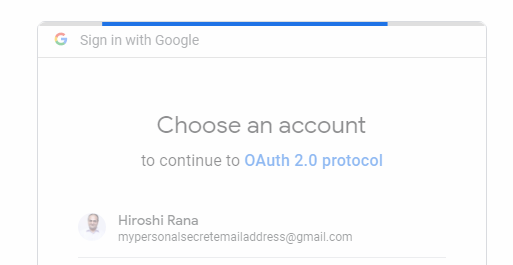 Sign in with Google
Choose an account
to continue to OAuth 2.0 protocol
Hiroshi Rana
mypersonalsecretemailaddress@gmail.com